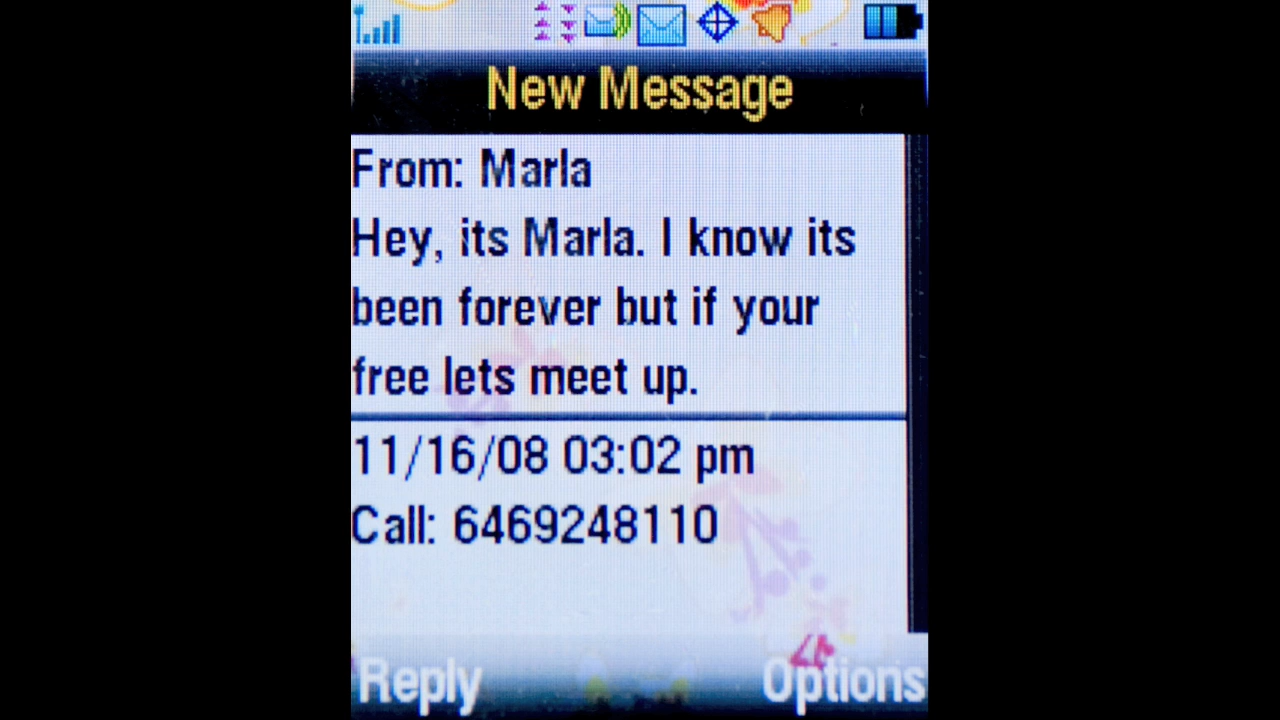 New Message
From: Marla
Hey, its Marla. I know its
been forever but if your
free lets meet up.
11/16/08 03:02 pm
Call: 6469248110
Reply
Options